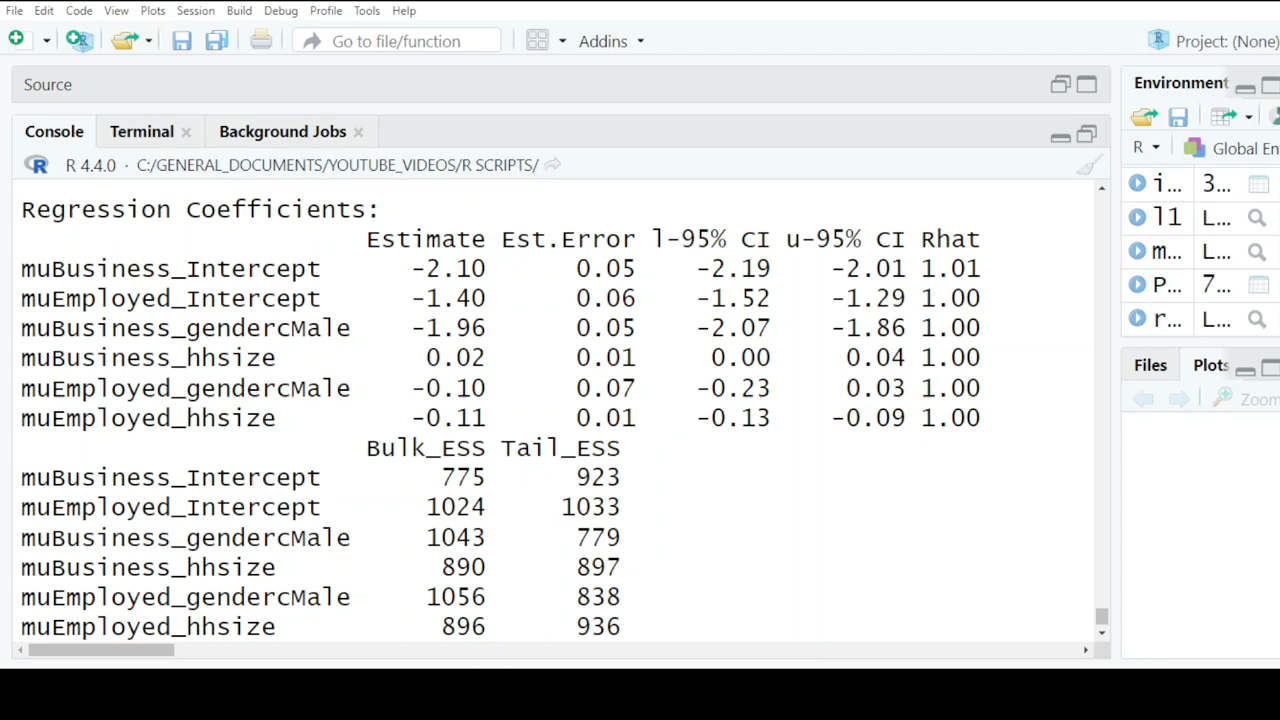 File Edit Code View Plots Session Build Debug Profile Tools Help
Go to file/function Addins Project: (None)
Source
Console Terminal Background Jobs
R 4.4.0 · C:/GENERAL_DOCUMENTS/YOUTUBE_VIDEOS/R SCRIPTS/
Regression Coefficients:
Estimate Est.Error l-95% CI u-95% CI Rhat
muBusiness_Intercept -2.10 0.05 -2.19 -2.01 1.01
muEmployed_Intercept -1.40 0.06 -1.52 -1.29 1.00
muBusiness_gendercMale -1.96 0.05 -2.07 -1.86 1.00
muBusiness_hhsize 0.02 0.01 0.00 0.04 1.00
muEmployed_gendercMale -0.10 0.07 -0.23 0.03 1.00
muEmployed_hhsize -0.11 0.01 -0.13 -0.09 1.00
Bulk_ESS Tail_ESS
muBusiness_Intercept 775 923
muEmployed_Intercept 1024 1033
muBusiness_gendercMale 1043 779
muBusiness_hhsize 890 897
muEmployed_gendercMale 1056 838
muEmployed_hhsize 896 936
Environment
R Global En
i... 3...
l1 L...
m... L...
P... 7...
r... L...
Files Plots
Zoom